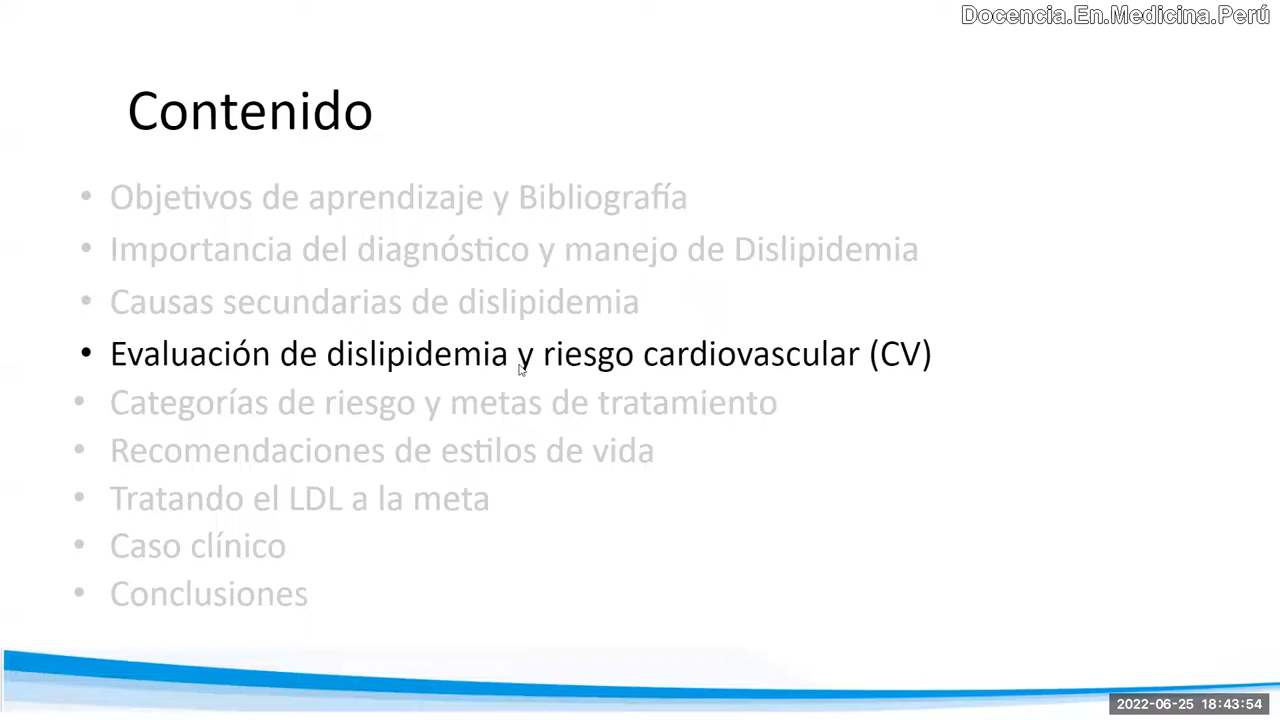 Docencia.En.Medicina.Perú
Contenido
• Objetivos de aprendizaje y Bibliografía
• Importancia del diagnóstico y manejo de Dislipidemia
• Causas secundarias de dislipidemia
• Evaluación de dislipidemia y riesgo cardiovascular (CV)
• Categorías de riesgo y metas de tratamiento
• Recomendaciones de estilos de vida
• Tratando el LDL a la meta
• Caso clínico
• Conclusiones
2022-06-25 18:43:54